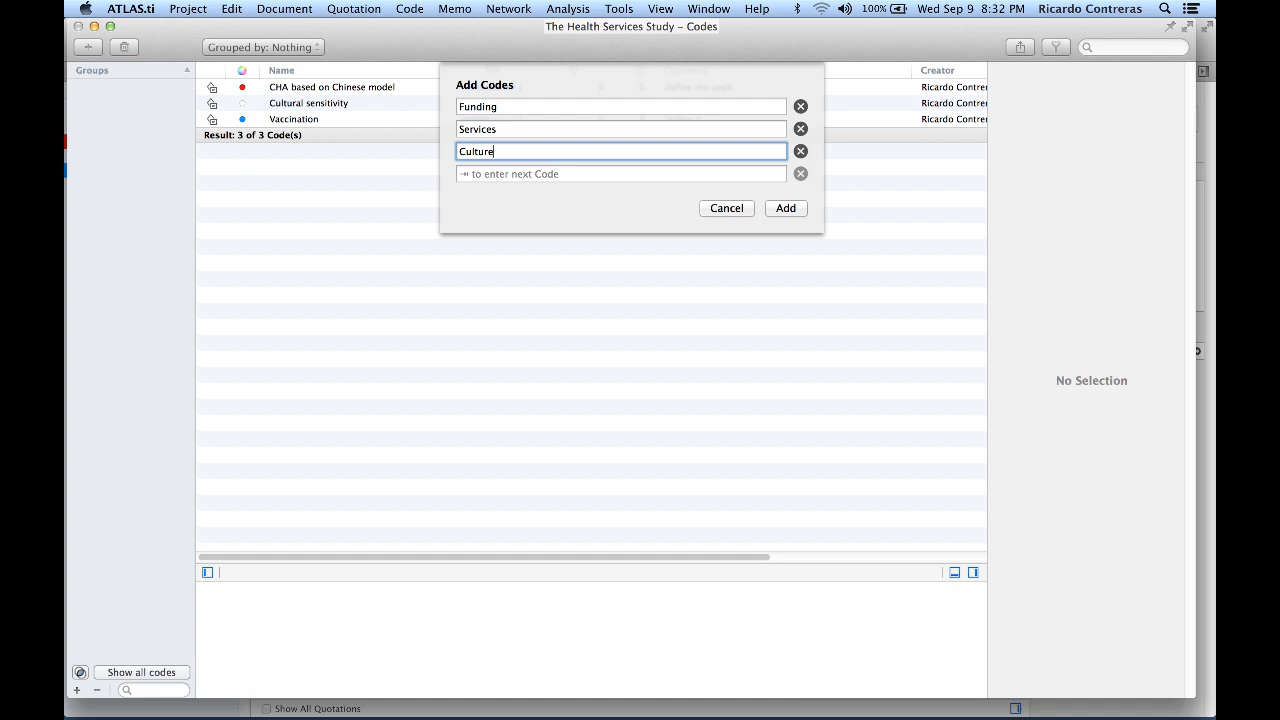 ATLAS.ti Project Edit Document Quotation Code Memo Network Analysis Tools View Window Help 100% Wed Sep 9 8:32 PM Ricardo Contreras
The Health Services Study – Codes
Grouped by: Nothing
Groups
Name
Creator
CHA based on Chinese model
Ricardo Contrer
Cultural sensitivity
Ricardo Contrer
Vaccination
Ricardo Contrer
Result: 3 of 3 Code(s)
Add Codes
Funding
Services
Culture
⇥ to enter next Code
Cancel Add
No Selection
Show all codes
+ −
Show All Quotations